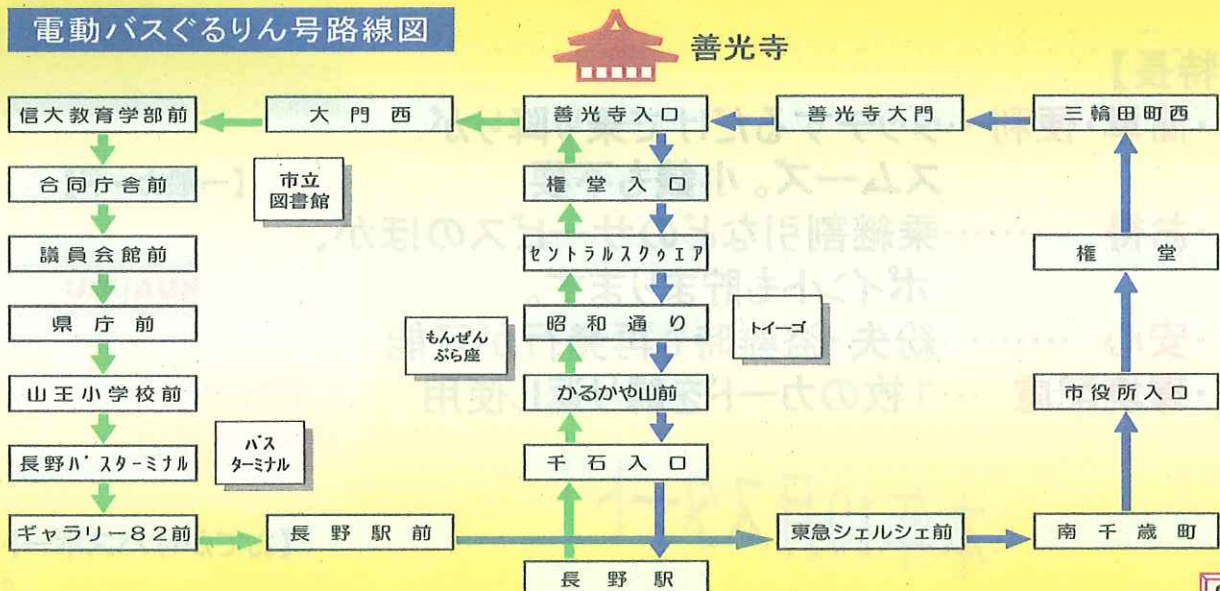 電動バスぐるりん号路線図
善光寺
信大教育学部前
大門西
善光寺入口
善光寺大門
三輪田町西
合同庁舎前
市立
図書館
権堂入口
議員会館前
セントラルスクゥエア
権堂
県庁前
もんぜん
ぷら座
昭和通り
トイーゴ
山王小学校前
かるかや山前
市役所入口
長野バスターミナル
バス
ターミナル
千石入口
ギャラリー82前
長野駅前
東急シェルシェ前
南千歳町
長野駅